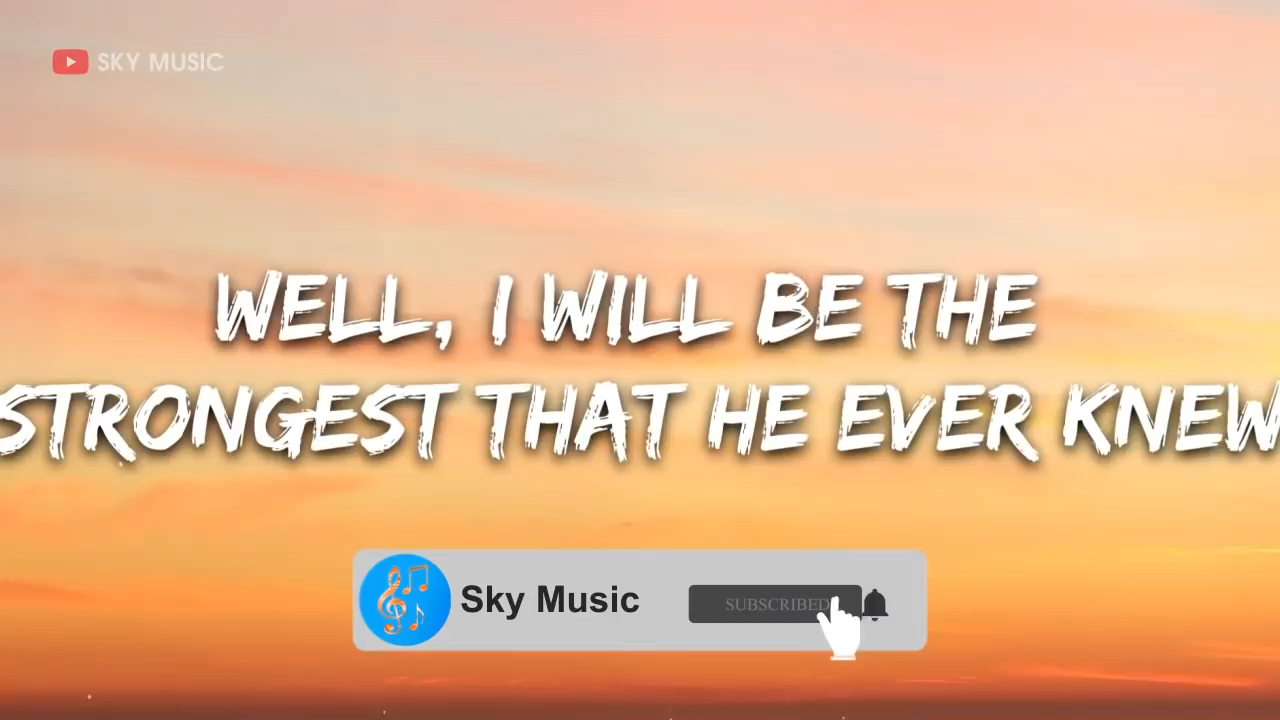 SKY MUSIC
WELL, I WILL BE THE
STRONGEST THAT HE EVER KNEW
Sky Music
SUBSCRIBED